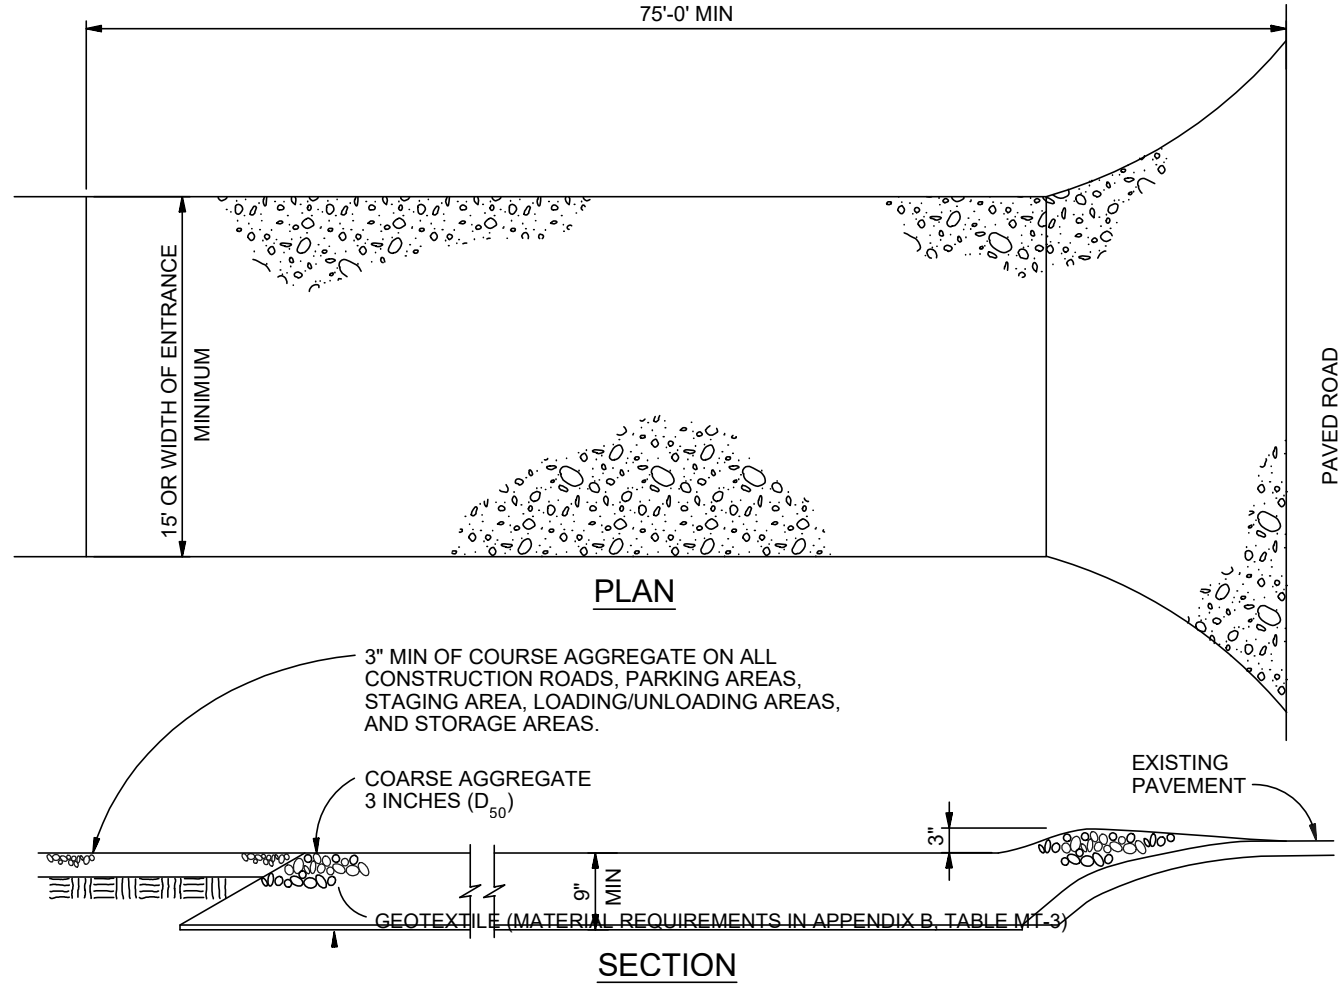 75'-0' MIN
15' OR WIDTH OF ENTRANCE
MINIMUM
PAVED ROAD
PLAN
3" MIN OF COURSE AGGREGATE ON ALL
CONSTRUCTION ROADS, PARKING AREAS,
STAGING AREA, LOADING/UNLOADING AREAS,
AND STORAGE AREAS.
COARSE AGGREGATE
3 INCHES (D50)
EXISTING
PAVEMENT
3"
9"
MIN
GEOTEXTILE (MATERIAL REQUIREMENTS IN APPENDIX B, TABLE MT-3)
SECTION